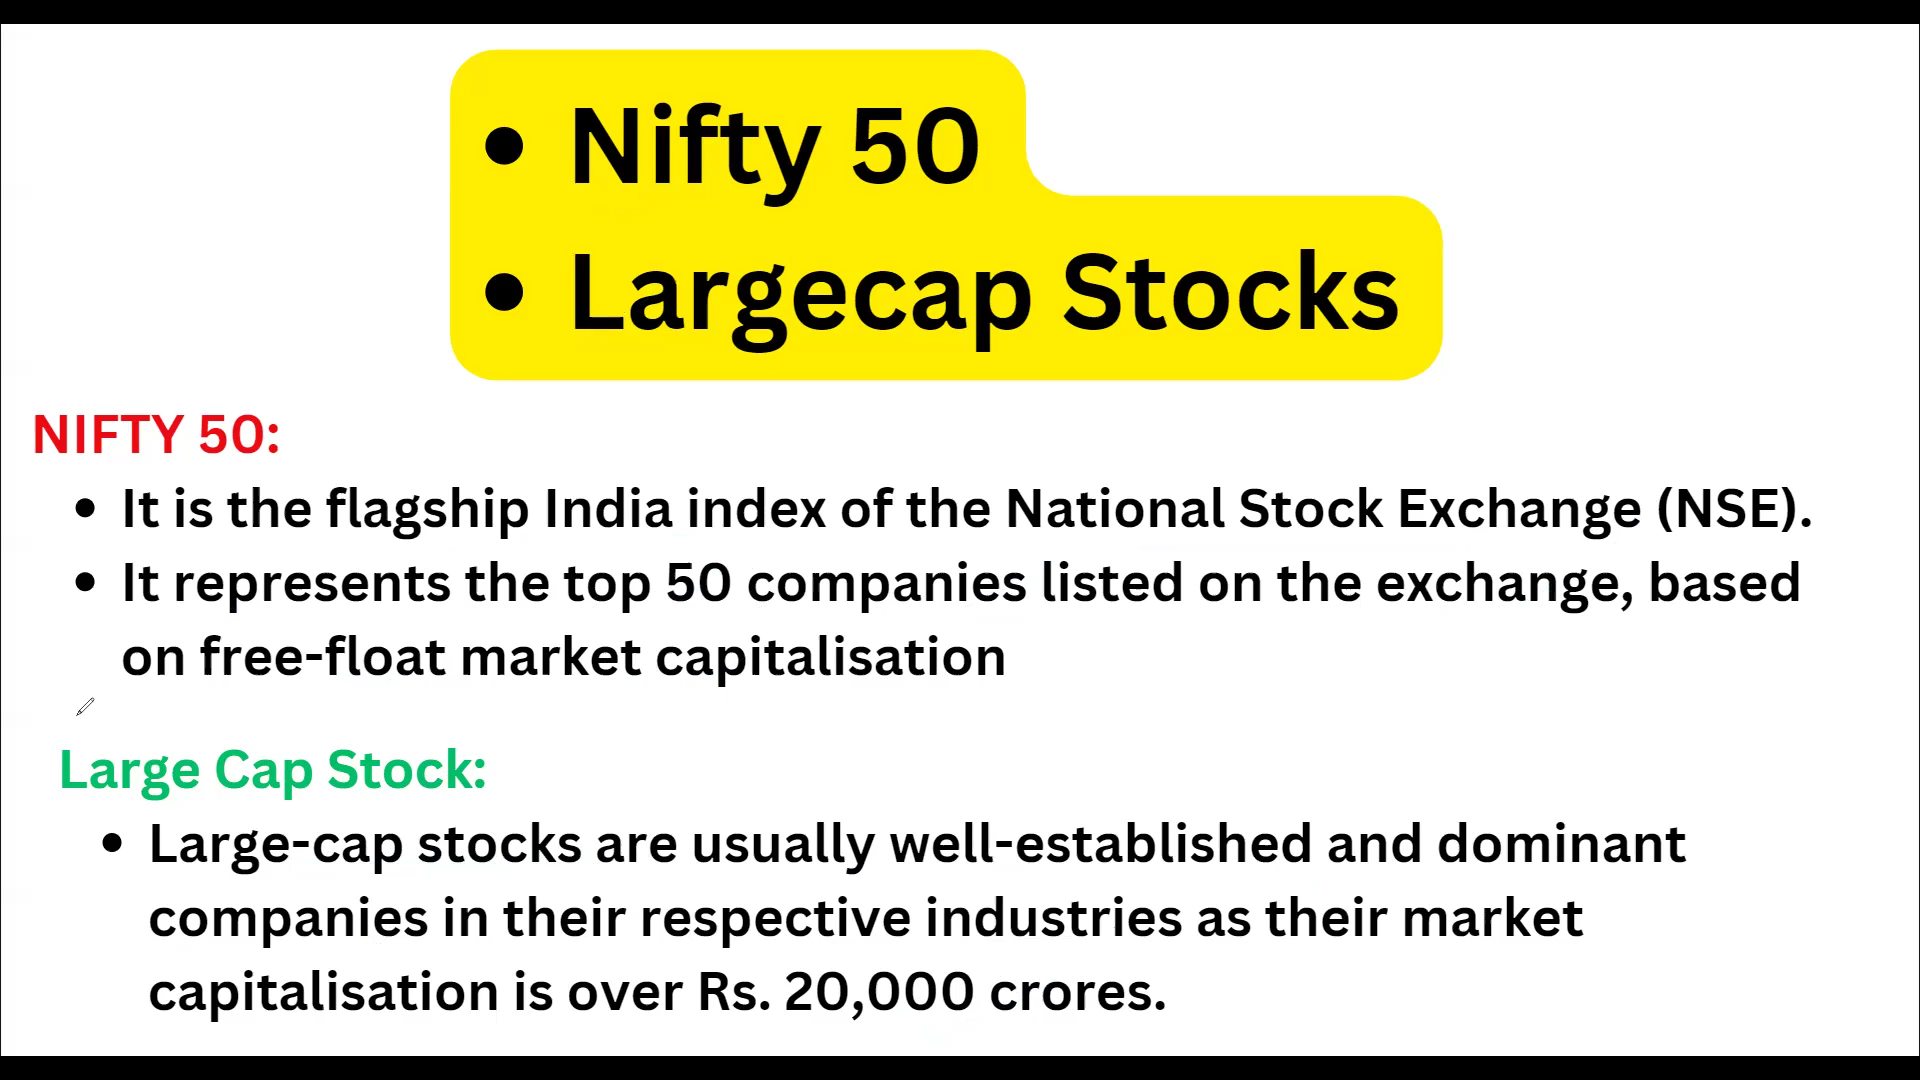 • Nifty 50
• Largecap Stocks
NIFTY 50:
• It is the flagship India index of the National Stock Exchange (NSE).
• It represents the top 50 companies listed on the exchange, based
on free-float market capitalisation
Large Cap Stock:
• Large-cap stocks are usually well-established and dominant
companies in their respective industries as their market
capitalisation is over Rs. 20,000 crores.